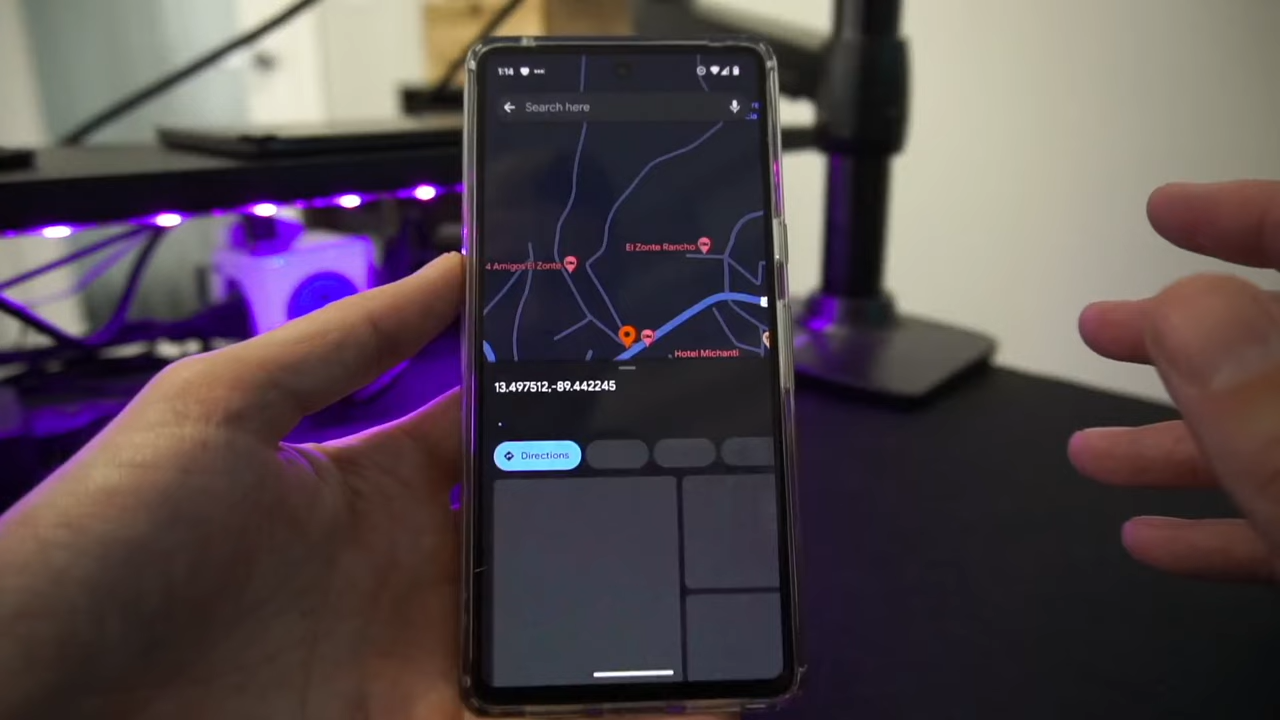 1:14
Search here
El Zonte Rancho
4 Amigos El Zonte
Hotel Michanti
13.497512,-89.442245
Directions